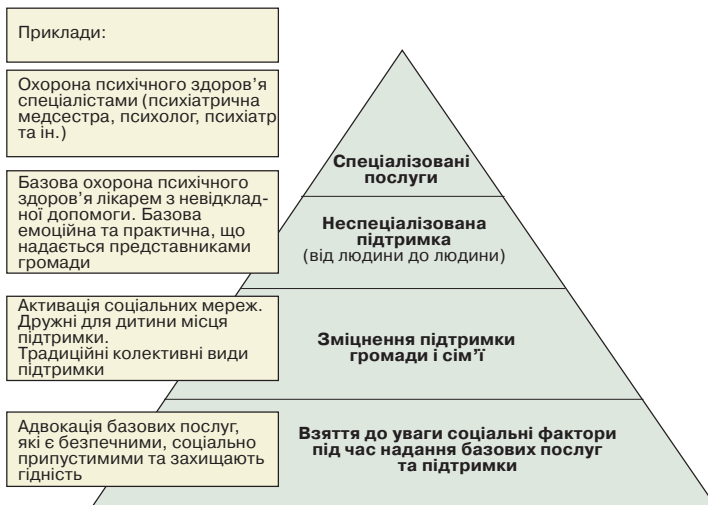 Приклади:
Охорона психічного здоров’я
спеціалістами (психіатрична
медсестра, психолог, психіатр
та ін.)
Спеціалізовані
послуги
Базова охорона психічного
здоров’я лікарем з невідклад-
ної допомоги. Базова
емоційна та практична, що
надається представниками
громади
Неспеціалізована
підтримка
(від людини до людини)
Активація соціальних мереж.
Дружні для дитини місця
підтримки.
Традиційні колективні види
підтримки
Зміцнення підтримки
громади і сім’ї
Адвокація базових послуг,
які є безпечними, соціально
припустимими та захищають
гідність
Взяття до уваги соціальні фактори
під час надання базових послуг
та підтримки